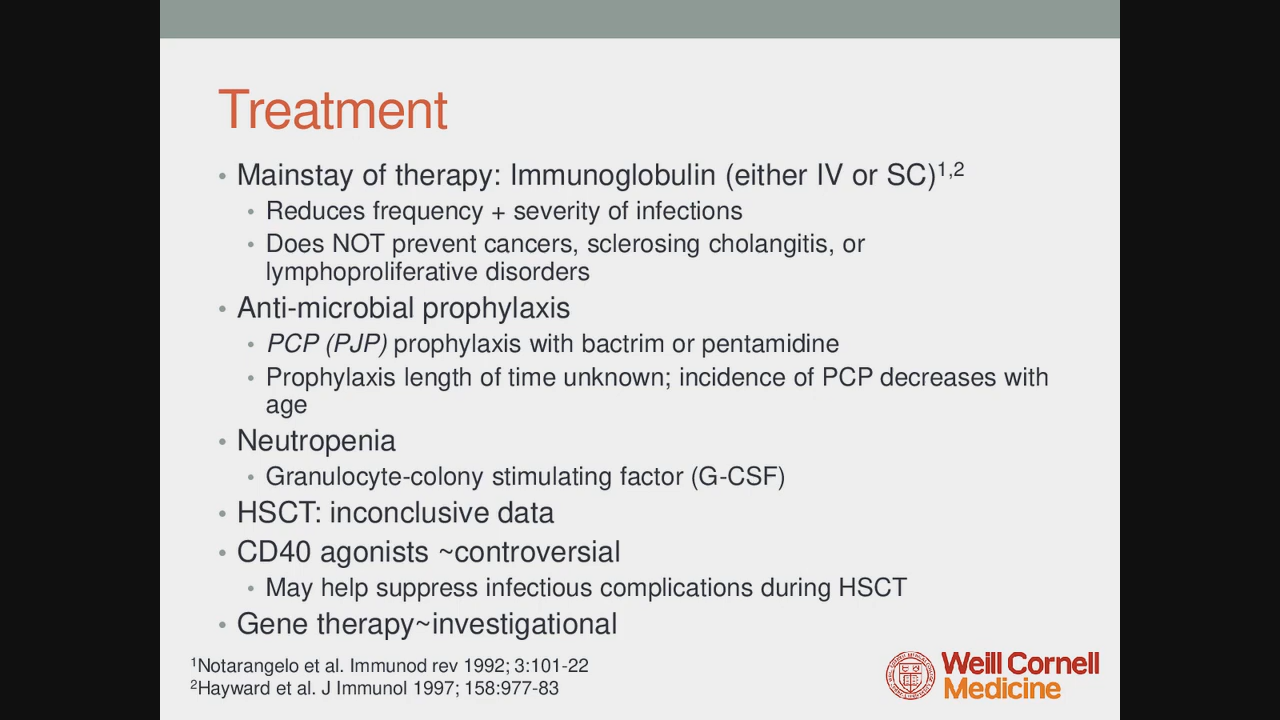 Treatment
• Mainstay of therapy: Immunoglobulin (either IV or SC)1,2
• Reduces frequency + severity of infections
• Does NOT prevent cancers, sclerosing cholangitis, or
lymphoproliferative disorders
• Anti-microbial prophylaxis
• PCP (PJP) prophylaxis with bactrim or pentamidine
• Prophylaxis length of time unknown; incidence of PCP decreases with
age
• Neutropenia
• Granulocyte-colony stimulating factor (G-CSF)
• HSCT: inconclusive data
• CD40 agonists ~controversial
• May help suppress infectious complications during HSCT
• Gene therapy~investigational
1Notarangelo et al. Immunod rev 1992; 3:101-22
2Hayward et al. J Immunol 1997; 158:977-83
Weill Cornell
Medicine